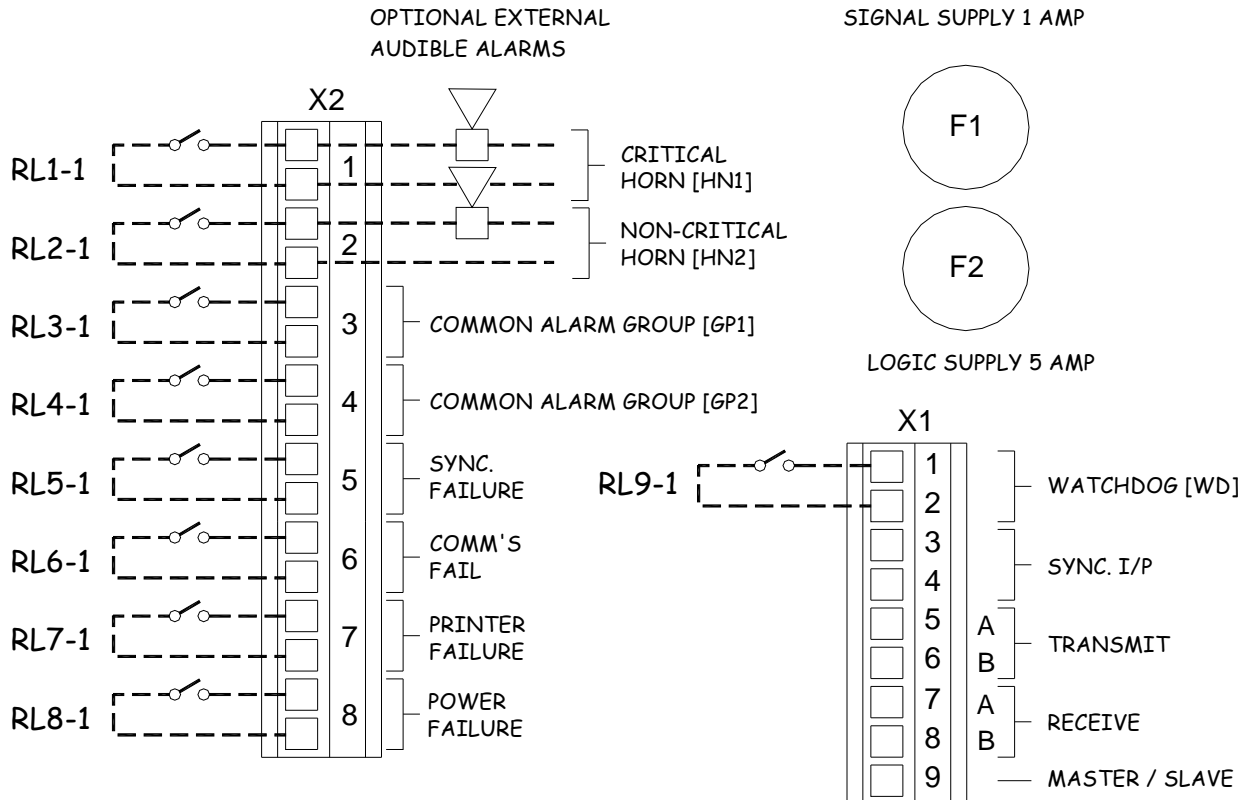 OPTIONAL EXTERNAL
AUDIBLE ALARMS
SIGNAL SUPPLY 1 AMP
F1
F2
LOGIC SUPPLY 5 AMP
X2
RL1-1
1
CRITICAL
HORN [HN1]
RL2-1
2
NON-CRITICAL
HORN [HN2]
RL3-1
3
COMMON ALARM GROUP [GP1]
RL4-1
4
COMMON ALARM GROUP [GP2]
RL5-1
5
SYNC.
FAILURE
RL6-1
6
COMM'S
FAIL
RL7-1
7
PRINTER
FAILURE
RL8-1
8
POWER
FAILURE
X1
RL9-1
1
2
WATCHDOG [WD]
3
4
SYNC. I/P
5 A
6 B
TRANSMIT
7 A
8 B
RECEIVE
9
MASTER / SLAVE